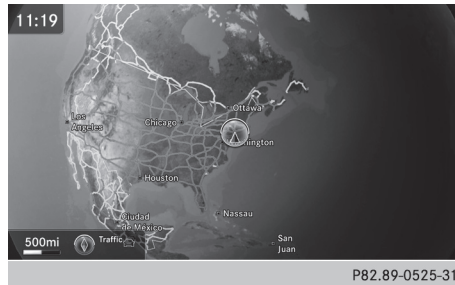 11:19
Ottawa
Los
Angeles
Chicago
ington
Houston
Ciudad
de México
Nassau
500mi
Traffic
San
Juan
P82.89-0525-31